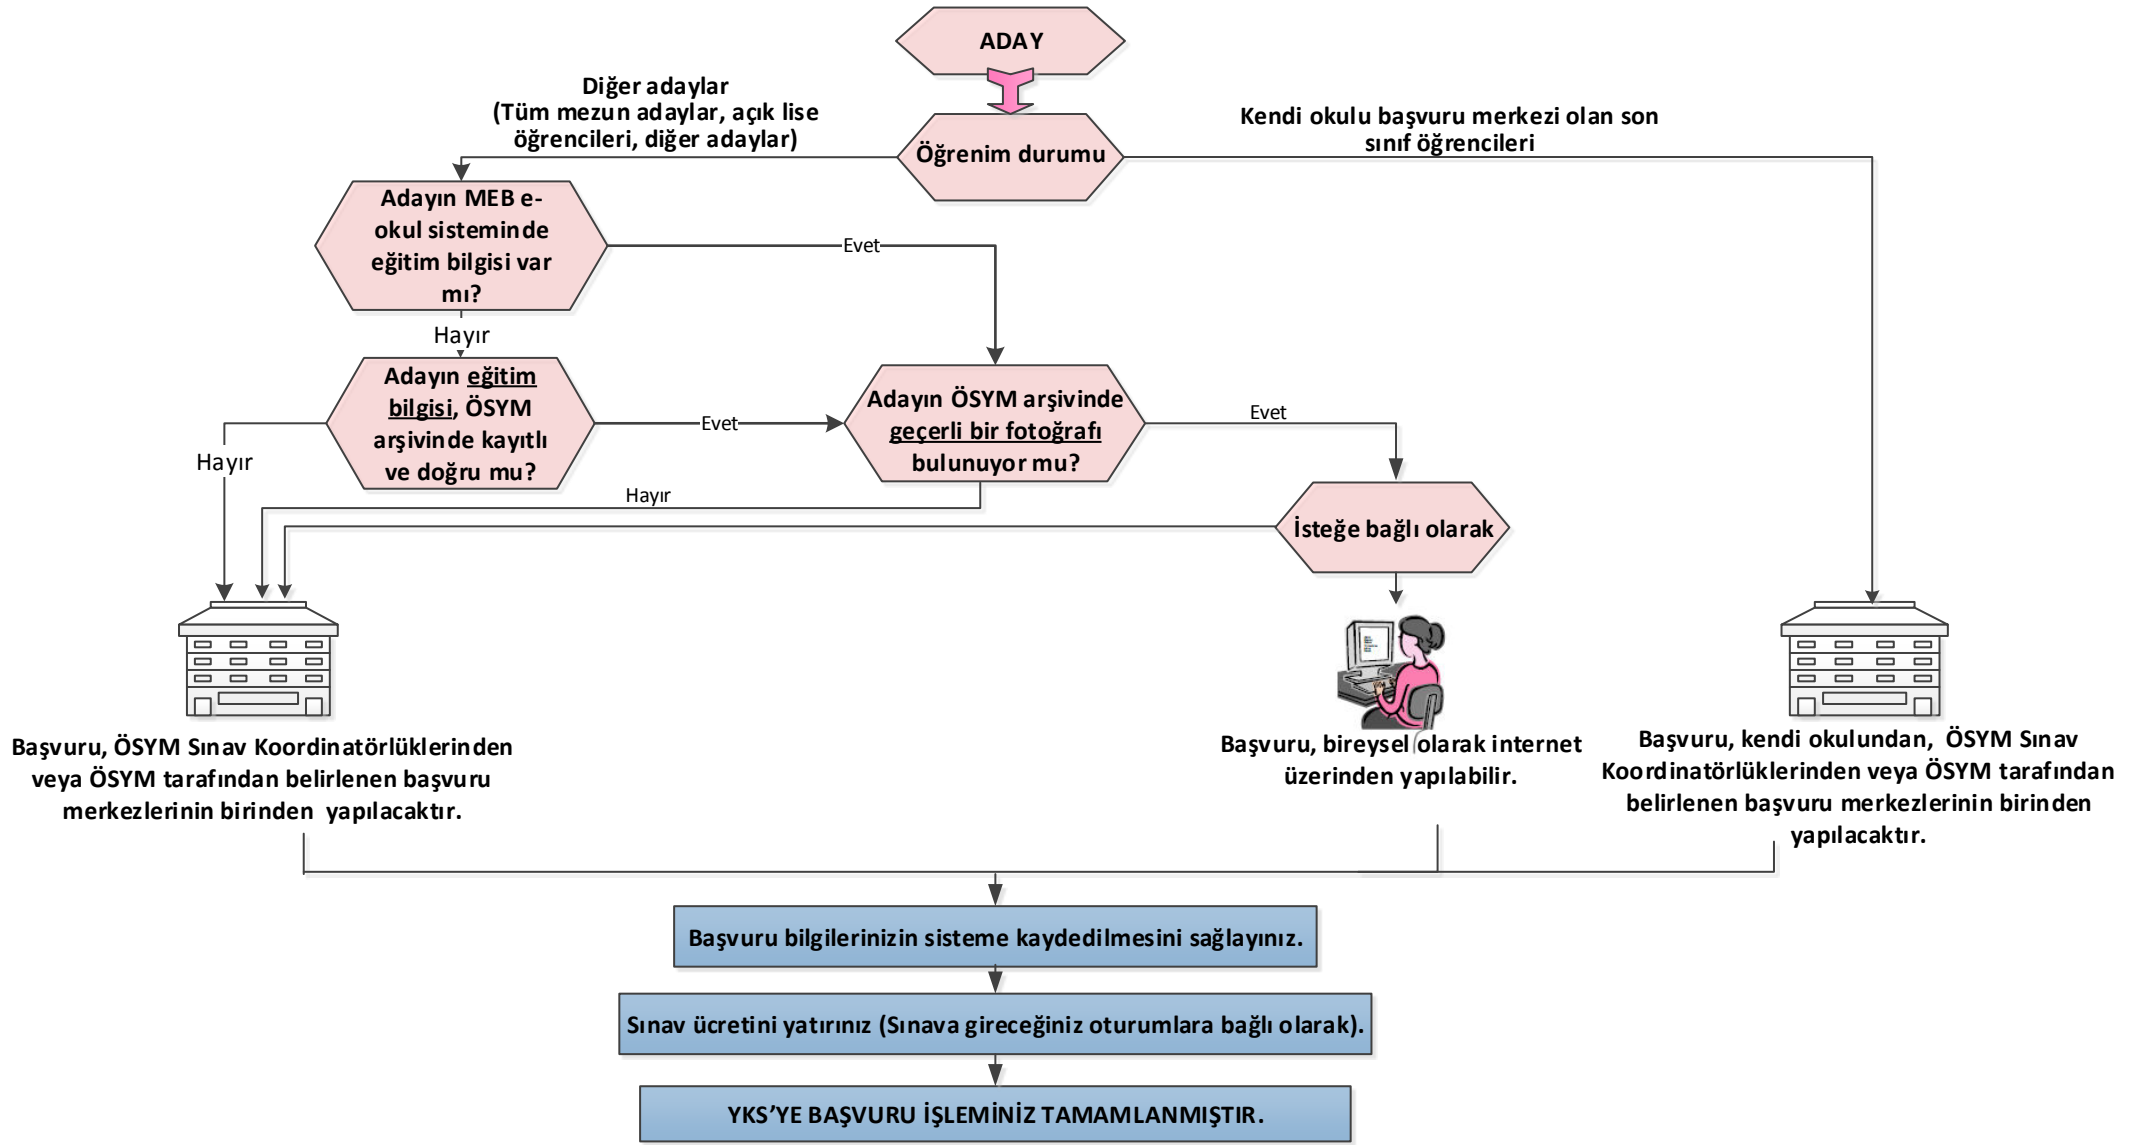 ADAY
Diğer adaylar
(Tüm mezun adaylar, açık lise
öğrencileri, diğer adaylar)
Kendi okulu başvuru merkezi olan son
sınıf öğrencileri
Öğrenim durumu
Adayın MEB e-
okul sisteminde
eğitim bilgisi var
mı?
Evet
Hayır
Adayın eğitim
bilgisi, ÖSYM
arşivinde kayıtlı
ve doğru mu?
Evet
Hayır
Adayın ÖSYM arşivinde
geçerli bir fotoğrafı
bulunuyor mu?
Evet
Hayır
İsteğe bağlı olarak
Başvuru, ÖSYM Sınav Koordinatörlüklerinden
veya ÖSYM tarafından belirlenen başvuru
merkezlerinin birinden yapılacaktır.
Başvuru, bireysel olarak internet
üzerinden yapılabilir.
Başvuru, kendi okulundan, ÖSYM Sınav
Koordinatörlüklerinden veya ÖSYM tarafından
belirlenen başvuru merkezlerinin birinden
yapılacaktır.
Başvuru bilgilerinizin sisteme kaydedilmesini sağlayınız.
Sınav ücretini yatırınız (Sınava gireceğiniz oturumlara bağlı olarak).
YKS'YE BAŞVURU İŞLEMİNİZ TAMAMLANMIŞTIR.